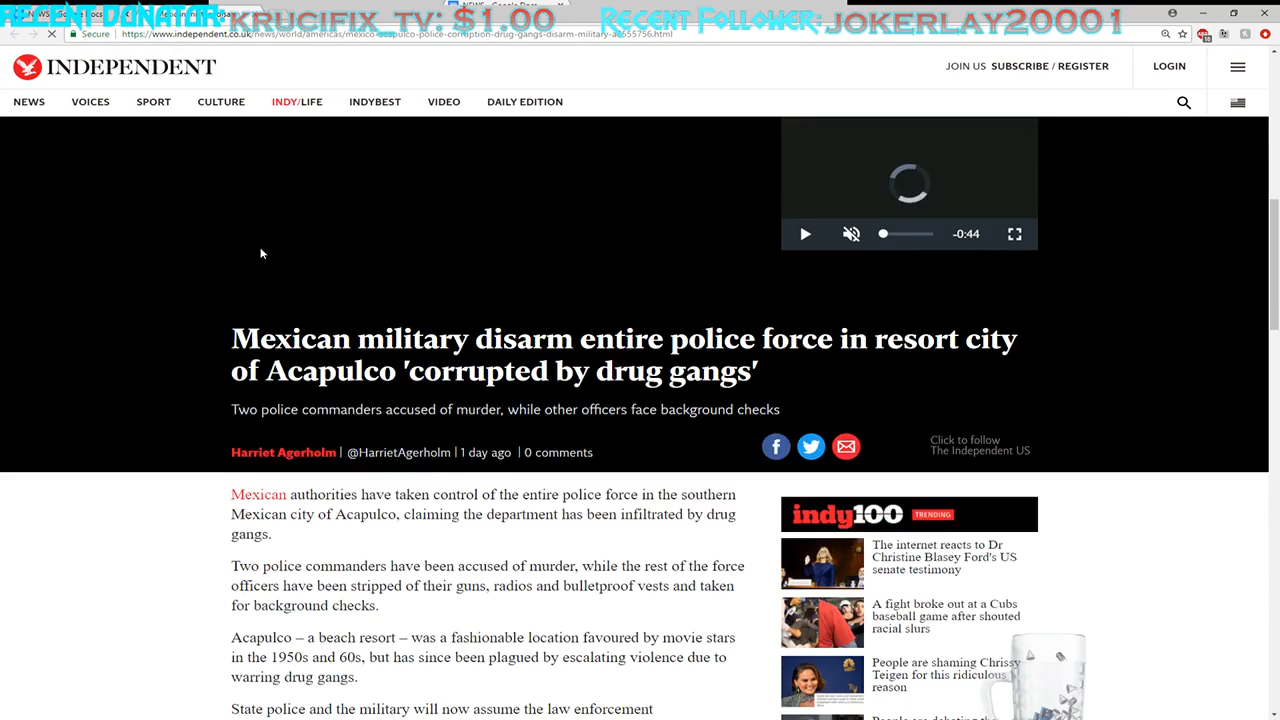 RECENT DONATOR: KRUCIFIX_TV: $1.00 RECENT FOLLOWER: JOKERLAY20001
Secure https://www.independent.co.uk/news/world/americas/mexico-acapulco-police-corruption-drug-gangs-disarm-military-a8555756.html
INDEPENDENT
JOIN US SUBSCRIBE / REGISTER LOGIN
NEWS VOICES SPORT CULTURE INDY/LIFE INDYBEST VIDEO DAILY EDITION
-0:44
Mexican military disarm entire police force in resort city
of Acapulco 'corrupted by drug gangs'
Two police commanders accused of murder, while other officers face background checks
Harriet Agerholm | @HarrietAgerholm | 1 day ago | 0 comments
Click to follow
The Independent US
Mexican authorities have taken control of the entire police force in the southern
Mexican city of Acapulco, claiming the department has been infiltrated by drug
gangs.
Two police commanders have been accused of murder, while the rest of the force
officers have been stripped of their guns, radios and bulletproof vests and taken
for background checks.
Acapulco – a beach resort – was a fashionable location favoured by movie stars
in the 1950s and 60s, but has since been plagued by escalating violence due to
warring drug gangs.
State police and the military will now assume the law enforcement
indy100 TRENDING
The internet reacts to Dr
Christine Blasey Ford's US
senate testimony
A fight broke out at a Cubs
baseball game after shouted
racial slurs
People are shaming Chrissy
Teigen for this ridiculous
reason